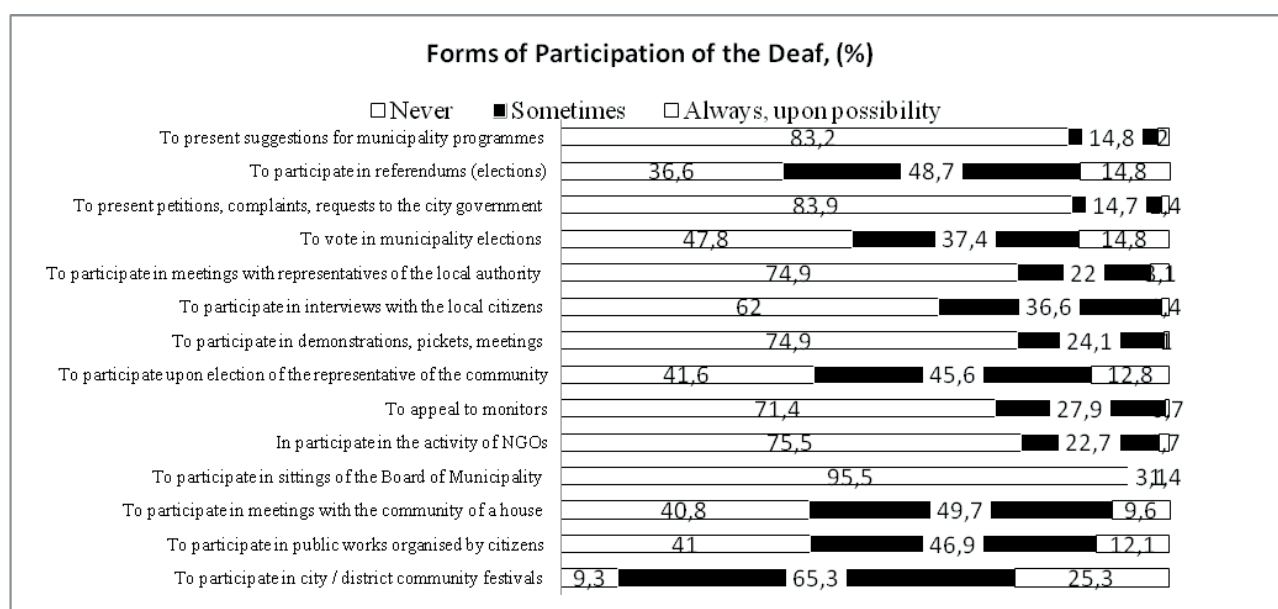 Forms of Participation of the Deaf, (%)
Never Sometimes Always, upon possibility
To present suggestions for municipality programmes 83,2 14,8 2
To participate in referendums (elections) 36,6 48,7 14,8
To present petitions, complaints, requests to the city government 83,9 14,7
To vote in municipality elections 47,8 37,4 14,8
To participate in meetings with representatives of the local authority 74,9 22 3,1
To participate in interviews with the local citizens 62 36,6
To participate in demonstrations, pickets, meetings 74,9 24,1 1
To participate upon election of the representative of the community 41,6 45,6 12,8
To appeal to monitors 71,4 27,9
In participate in the activity of NGOs 75,5 22,7
To participate in sittings of the Board of Municipality 95,5
To participate in meetings with the community of a house 40,8 49,7 9,6
To participate in public works organised by citizens 41 46,9 12,1
To participate in city / district community festivals 9,3 65,3 25,3